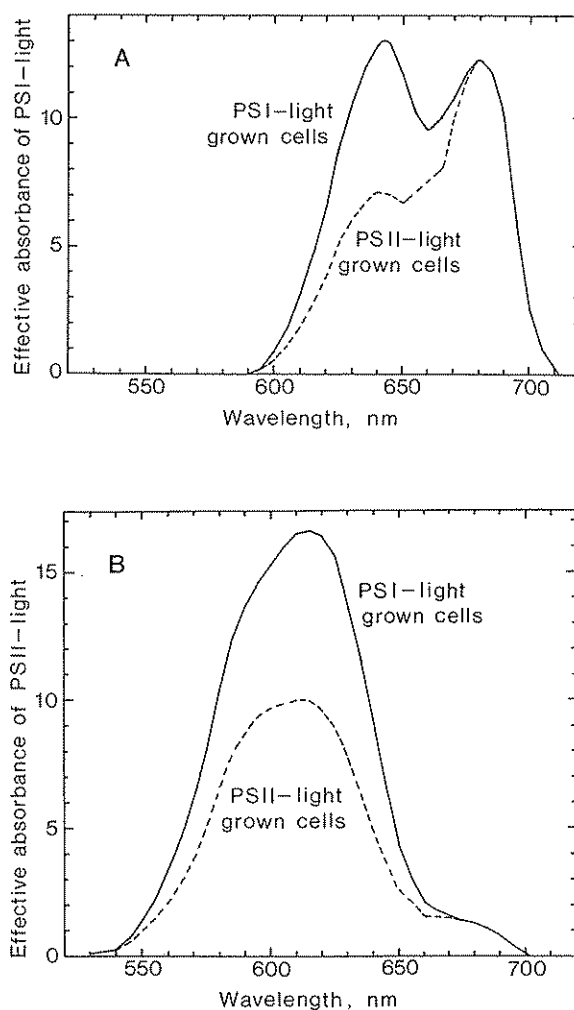 A
Effective absorbance of PSI-light
10
5
0
PSI-light
grown cells
PSII-light
grown cells
550
600
650
700
Wavelength, nm
B
Effective absorbance of PSII-light
15
10
5
0
PSI-light
grown cells
PSII-light
grown cells
550
600
650
700
Wavelength, nm